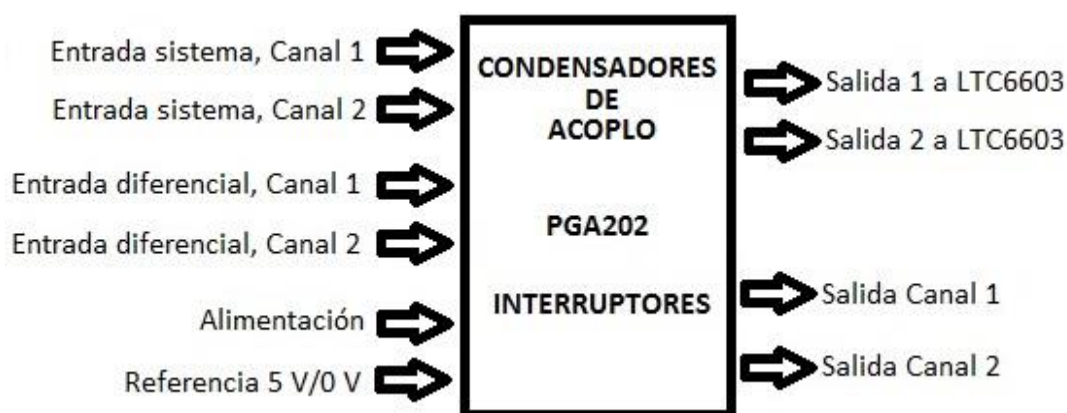 Entrada sistema, Canal 1
Entrada sistema, Canal 2
Entrada diferencial, Canal 1
Entrada diferencial, Canal 2
Alimentación
Referencia 5 V/0 V
CONDENSADORES
DE
ACOPLO
PGA202
INTERRUPTORES
Salida 1 a LTC6603
Salida 2 a LTC6603
Salida Canal 1
Salida Canal 2